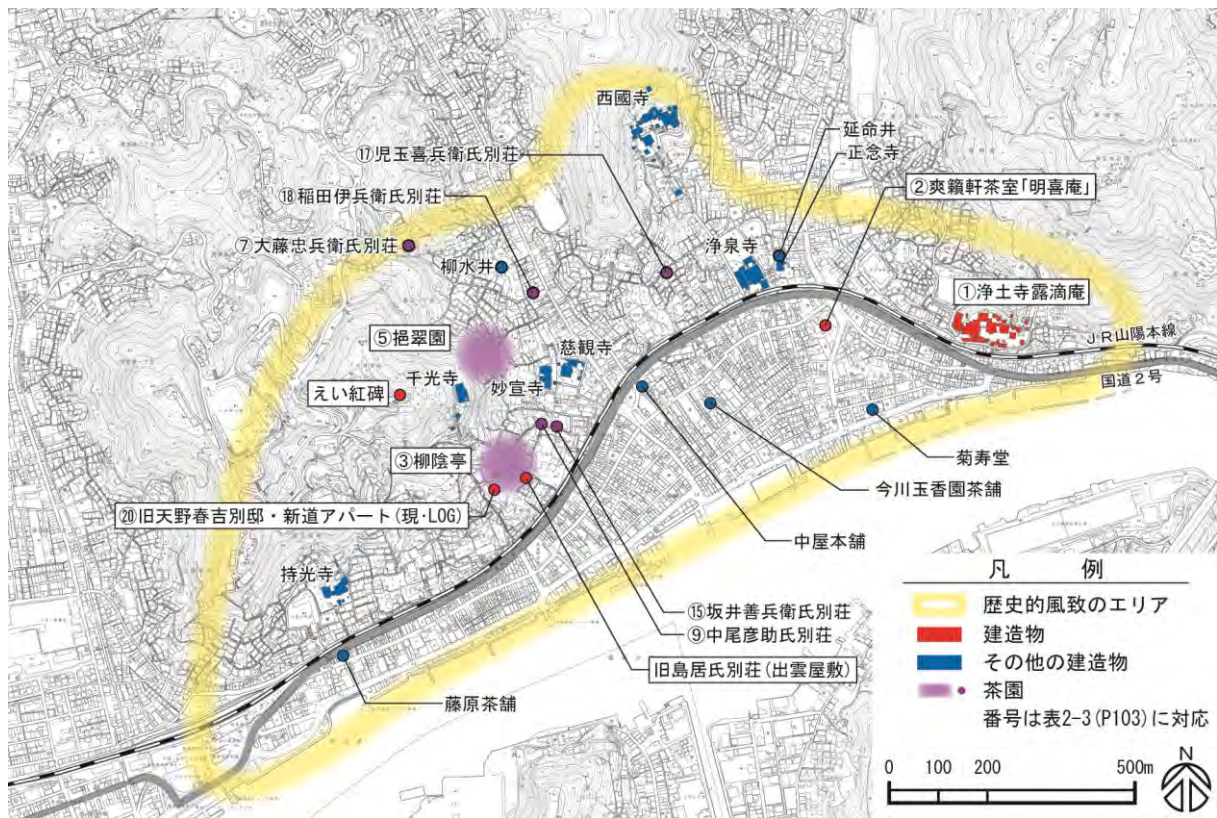 西國寺
延命井
正念寺
⑰児玉喜兵衛氏別荘
②爽籟軒茶室「明喜庵」
⑱稲田伊兵衛氏別荘
⑦大藤忠兵衛氏別荘
柳水井
浄泉寺
①浄土寺露滴庵
JR山陽本線
⑤挹翠園
慈観寺
国道2号
千光寺
妙宣寺
えい紅碑
③柳陰亭
菊寿堂
今川玉香園茶舗
⑳旧天野春吉別邸・新道アパート(現・LOG)
中屋本舗
持光寺
⑮坂井善兵衛氏別荘
⑨中尾彦助氏別荘
旧島居氏別荘(出雲屋敷)
藤原茶舗
凡 例
歴史的風致のエリア
建造物
その他の建造物
茶園
番号は表2-3(P103)に対応
N
0 100 200 500m